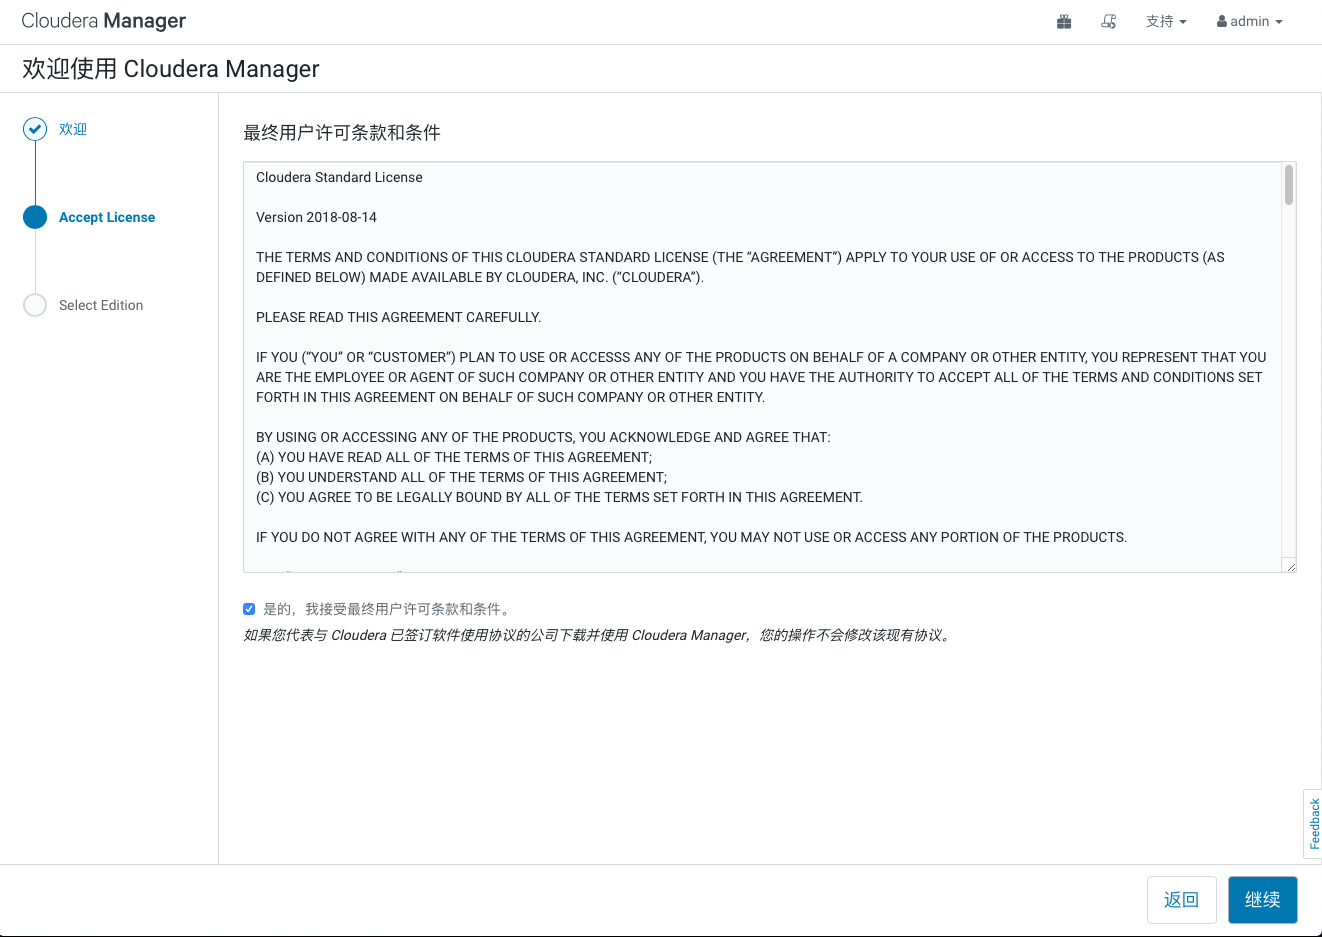 Cloudera Manager
支持
admin
欢迎使用 Cloudera Manager
欢迎
Accept License
Select Edition
最终用户许可条款和条件
Cloudera Standard License
Version 2018-08-14
THE TERMS AND CONDITIONS OF THIS CLOUDERA STANDARD LICENSE (THE “AGREEMENT”) APPLY TO YOUR USE OF OR ACCESS TO THE PRODUCTS (AS
DEFINED BELOW) MADE AVAILABLE BY CLOUDERA, INC. (“CLOUDERA”).
PLEASE READ THIS AGREEMENT CAREFULLY.
IF YOU (“YOU” OR “CUSTOMER”) PLAN TO USE OR ACCESSS ANY OF THE PRODUCTS ON BEHALF OF A COMPANY OR OTHER ENTITY, YOU REPRESENT THAT YOU
ARE THE EMPLOYEE OR AGENT OF SUCH COMPANY OR OTHER ENTITY AND YOU HAVE THE AUTHORITY TO ACCEPT ALL OF THE TERMS AND CONDITIONS SET
FORTH IN THIS AGREEMENT ON BEHALF OF SUCH COMPANY OR OTHER ENTITY.
BY USING OR ACCESSING ANY OF THE PRODUCTS, YOU ACKNOWLEDGE AND AGREE THAT:
(A) YOU HAVE READ ALL OF THE TERMS OF THIS AGREEMENT;
(B) YOU UNDERSTAND ALL OF THE TERMS OF THIS AGREEMENT;
(C) YOU AGREE TO BE LEGALLY BOUND BY ALL OF THE TERMS SET FORTH IN THIS AGREEMENT.
IF YOU DO NOT AGREE WITH ANY OF THE TERMS OF THIS AGREEMENT, YOU MAY NOT USE OR ACCESS ANY PORTION OF THE PRODUCTS.
是的，我接受最终用户许可条款和条件。
如果您代表与 Cloudera 已签订软件使用协议的公司下载并使用 Cloudera Manager，您的操作不会修改该现有协议。
Feedback
返回
继续